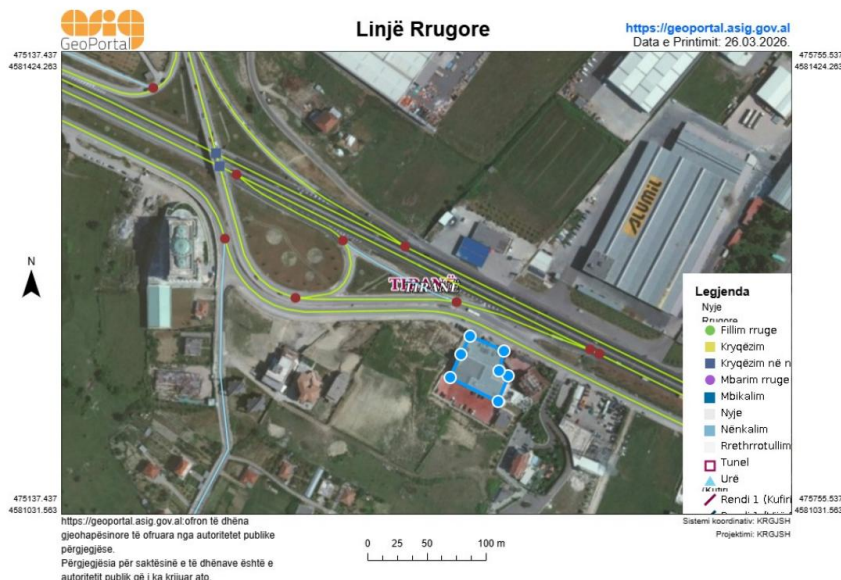 asig
GeoPortal
Linjë Rrugore
https://geoportal.asig.gov.al
Data e Printimit: 26.03.2026.
475137.437
4581424.263
475755.537
4581424.263
ALUMIL
TIRANË
TIRANË
N
Legjenda
Nyje
Rrugore
Fillim rruge
Kryqëzim
Kryqëzim në n
Mbarim rruge
Mbikalim
Nyje
Nënkalim
Rrethrrotullim
Tunel
Urë
Rendi 1 (Kufiri
475137.437
4581031.563
475755.537
4581031.563
https://geoportal.asig.gov.al:ofron të dhëna
gjeohapësinore të ofruara nga autoritetet publike
përgjegjëse.
Përgjegjësia për saktësinë e të dhënave është e
autoritetit publik që i ka krijuar ato.
0 25 50 100 m
Sistemi koordinativ: KRGJSH
Projektimi: KRGJSH